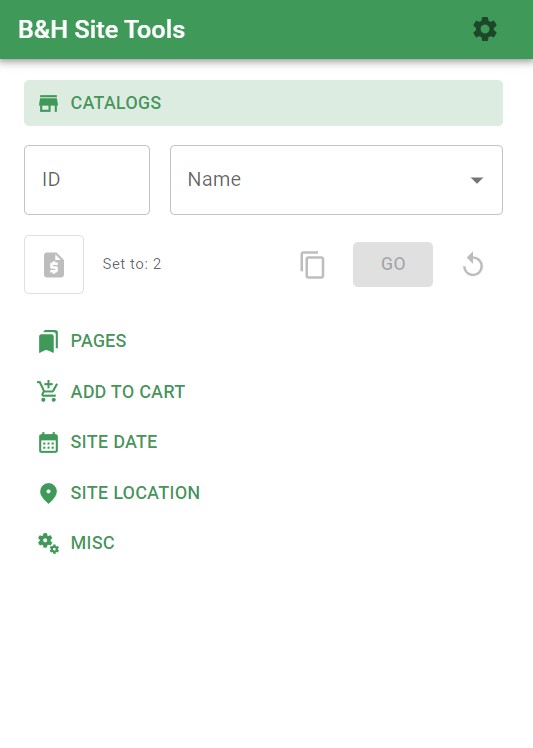 B&H Site Tools
CATALOGS
ID
Name
Set to: 2
GO
PAGES
ADD TO CART
SITE DATE
SITE LOCATION
MISC